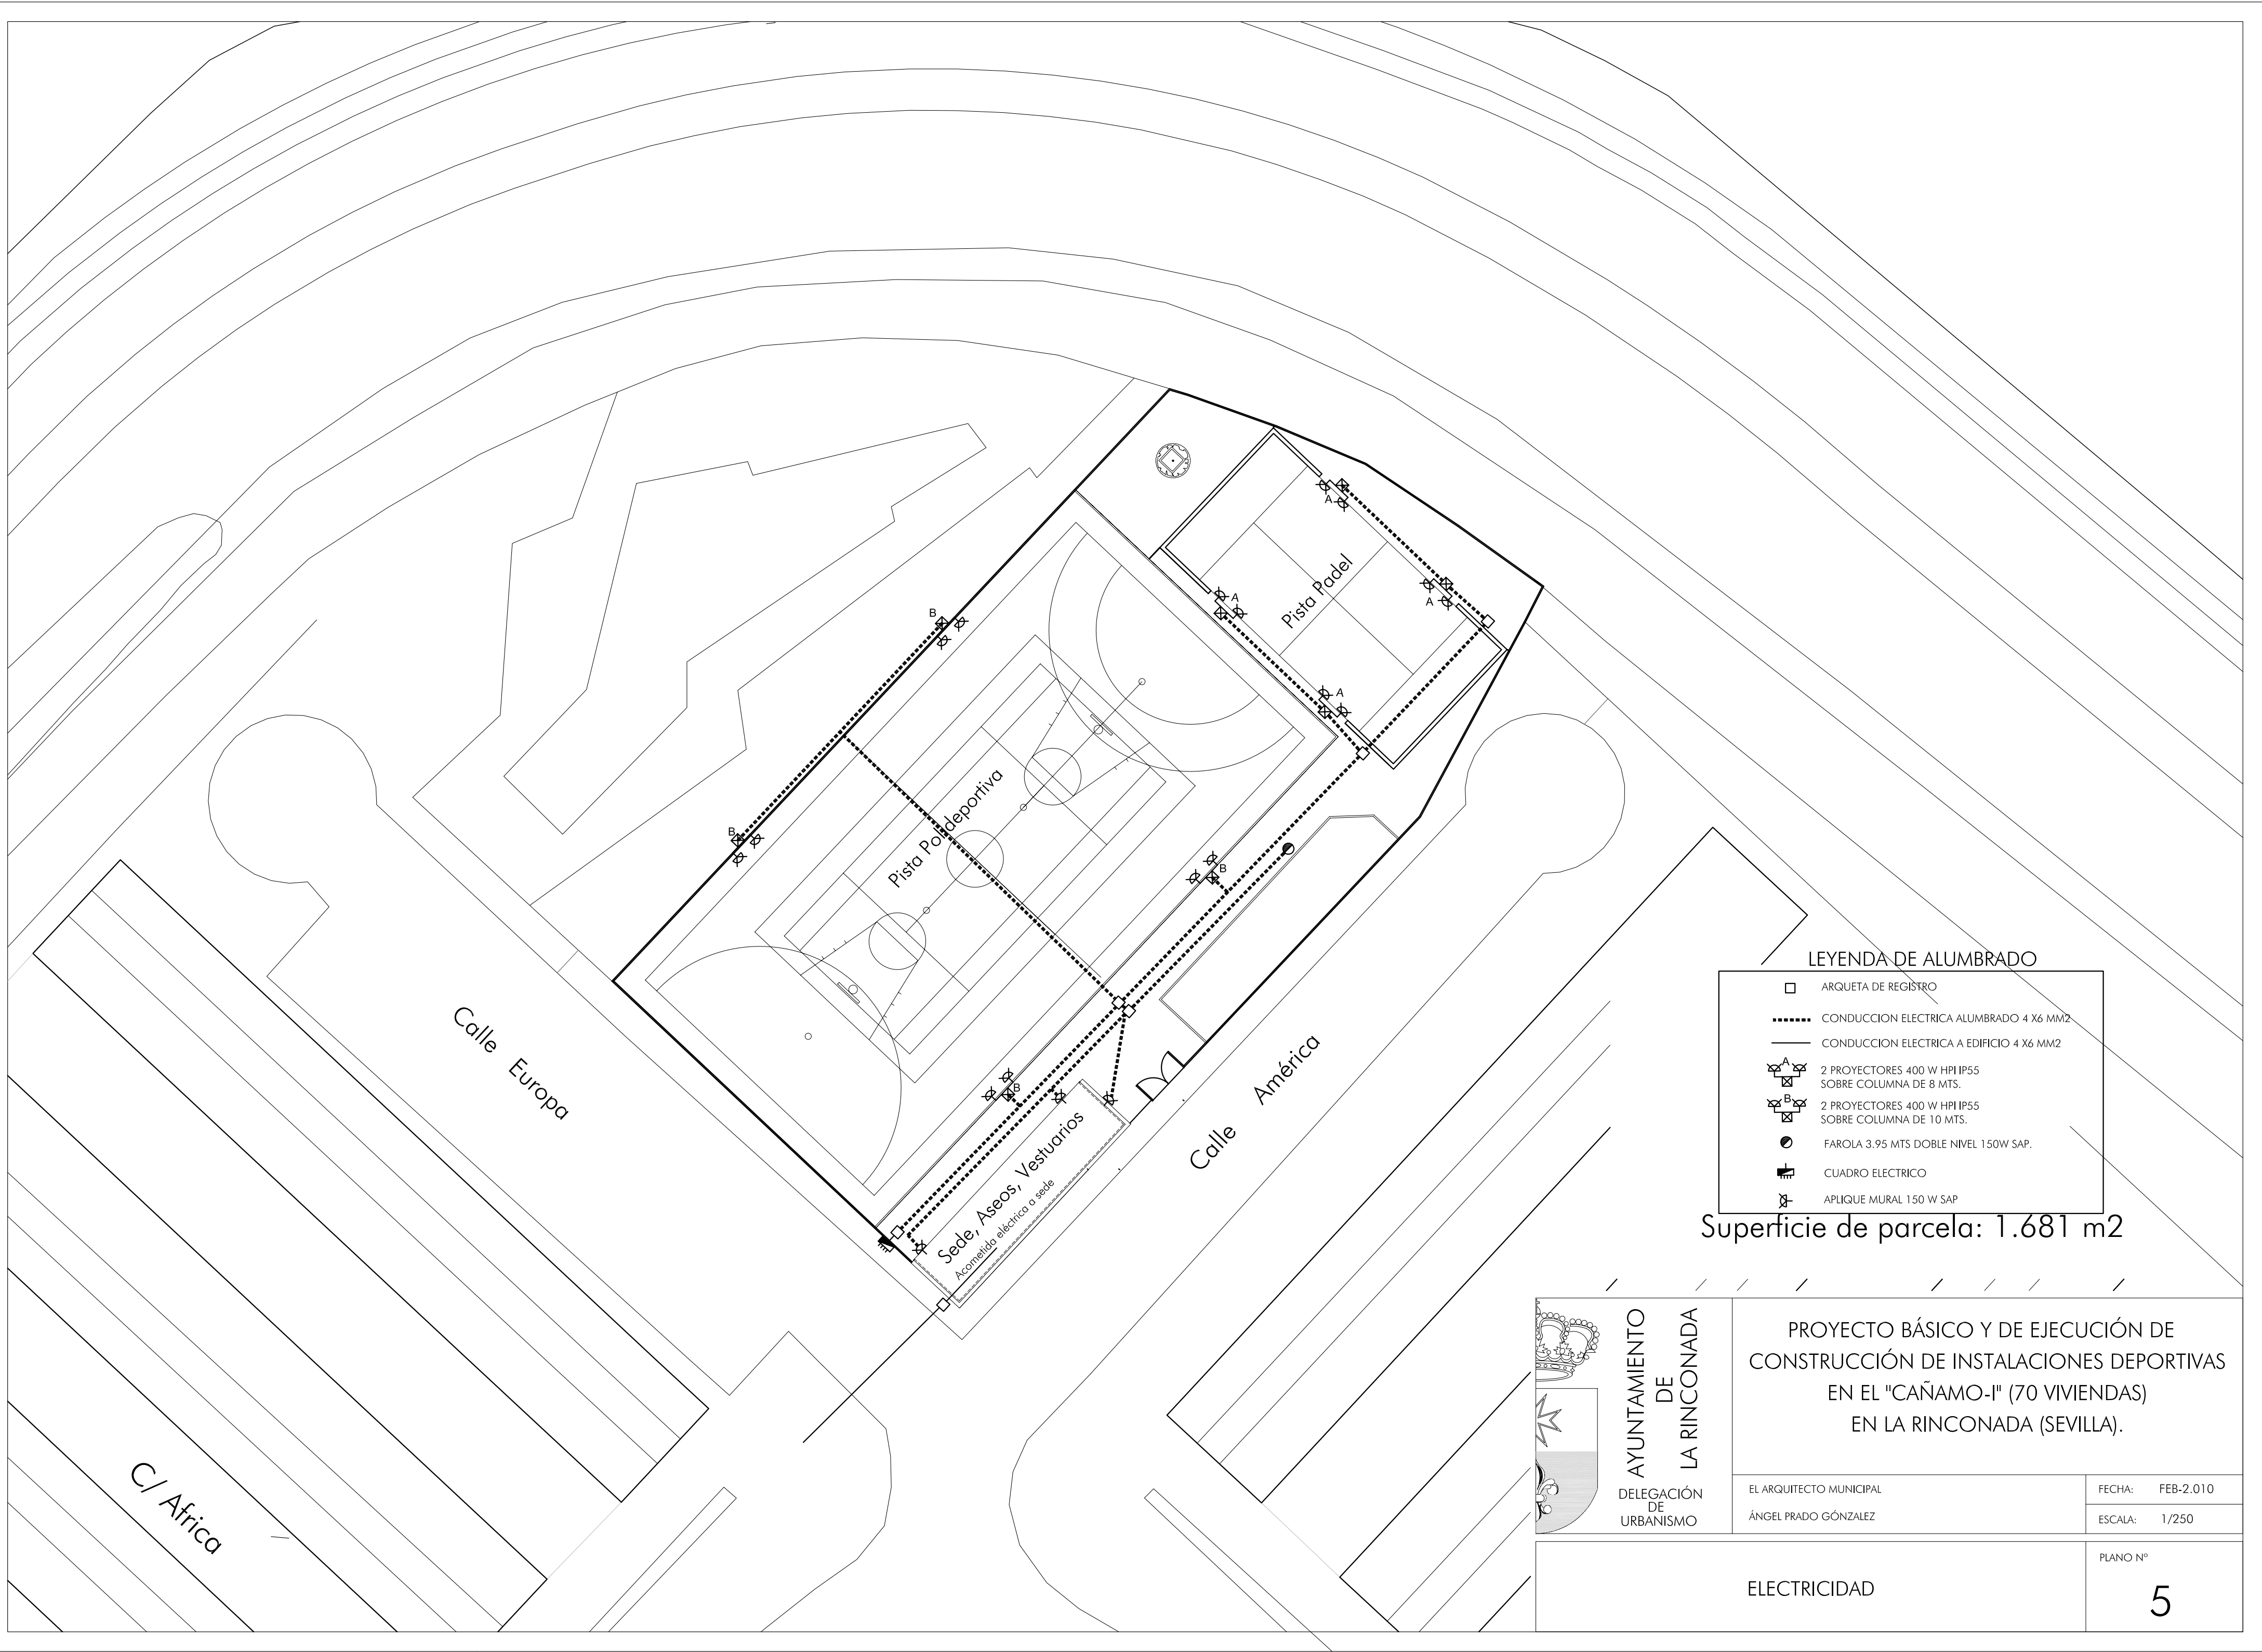 B
A
A
A
A
B
B
B
Pista Padel
Pista Polideportiva
Sede, Aseos, Vestuarios
Acometida eléctrica a sede
Calle Europa
Calle América
C/ Africa
LEYENDA DE ALUMBRADO
ARQUETA DE REGISTRO
CONDUCCION ELECTRICA ALUMBRADO 4 X6 MM2
CONDUCCION ELECTRICA A EDIFICIO 4 X6 MM2
A
2 PROYECTORES 400 W HPI IP55
SOBRE COLUMNA DE 8 MTS.
B
2 PROYECTORES 400 W HPI IP55
SOBRE COLUMNA DE 10 MTS.
FAROLA 3.95 MTS DOBLE NIVEL 150W SAP.
CUADRO ELECTRICO
APLIQUE MURAL 150 W SAP
Superficie de parcela: 1.681 m2
AYUNTAMIENTO
DE
LA RINCONADA
DELEGACIÓN
DE
URBANISMO
PROYECTO BÁSICO Y DE EJECUCIÓN DE
CONSTRUCCIÓN DE INSTALACIONES DEPORTIVAS
EN EL "CAÑAMO-I" (70 VIVIENDAS)
EN LA RINCONADA (SEVILLA).
EL ARQUITECTO MUNICIPAL
ÁNGEL PRADO GÓNZALEZ
FECHA: FEB-2.010
ESCALA: 1/250
ELECTRICIDAD
PLANO Nº
5